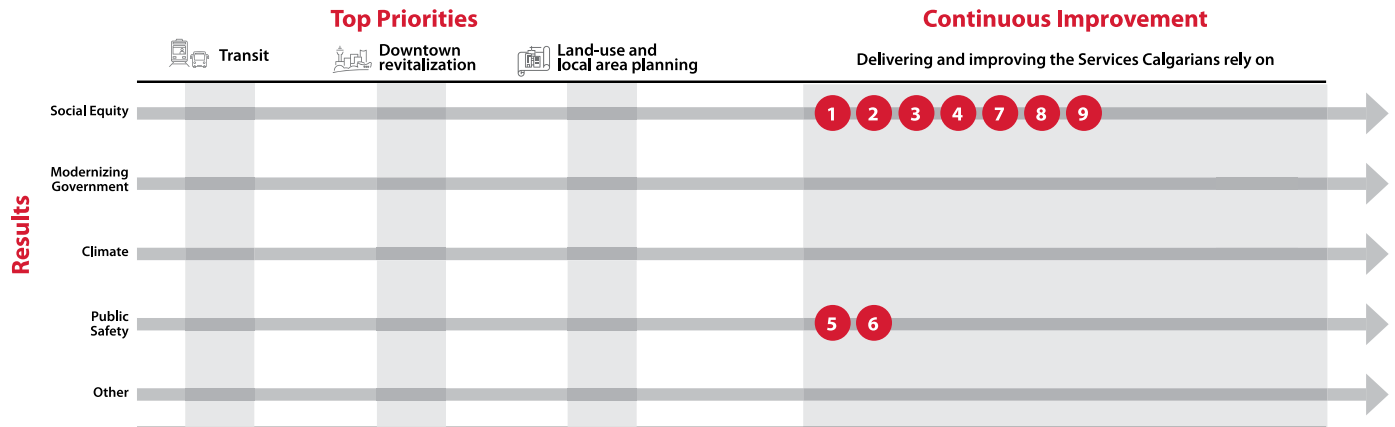 Top Priorities
Continuous Improvement
Transit
Downtown
revitalization
Land-use and
local area planning
Delivering and improving the Services Calgarians rely on
Results
Social Equity
1 2 3 4 7 8 9
Modernizing
Government
Climate
Public
Safety
5 6
Other